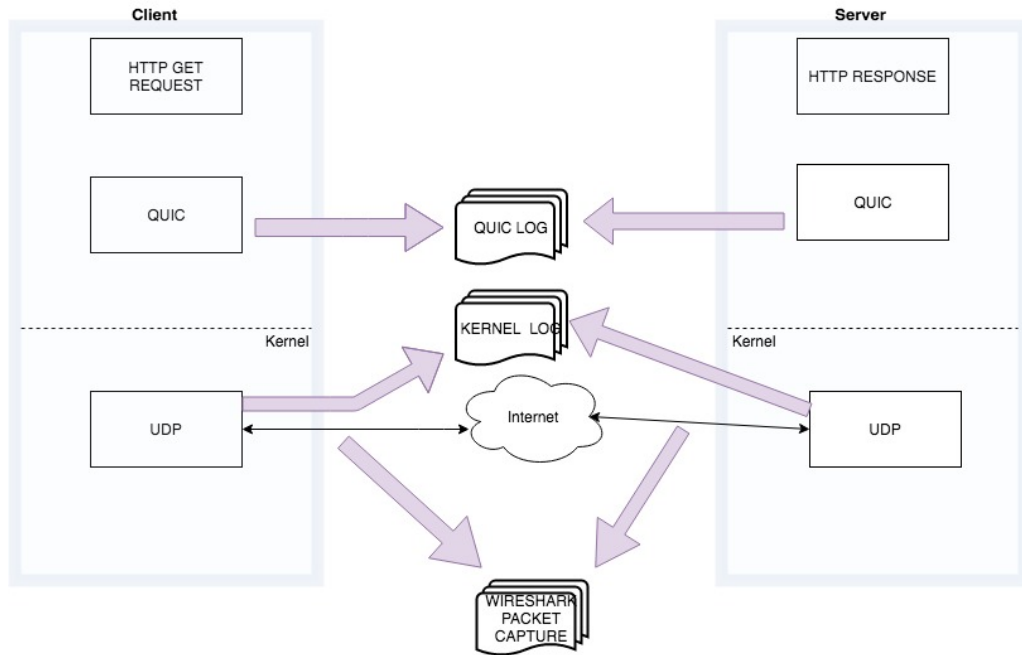 Client
Server
HTTP GET
REQUEST
HTTP RESPONSE
QUIC
QUIC LOG
QUIC
KERNEL LOG
Kernel
Kernel
UDP
Internet
UDP
WIRESHARK
PACKET
CAPTURE